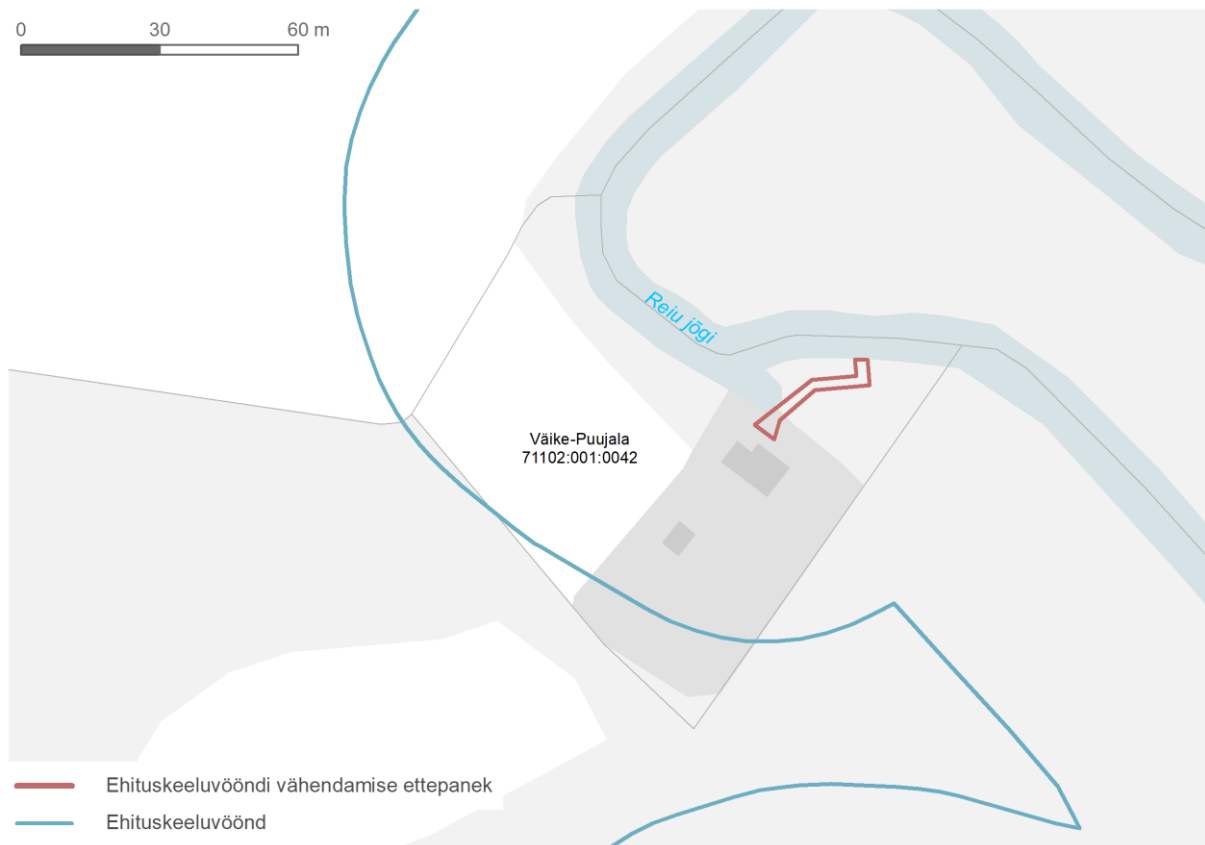 0 30 60 m
Reiu jõgi
Väike-Puujala
71102:001:0042
Ehituskeeluvööndi vähendamise ettepanek
Ehituskeeluvöönd